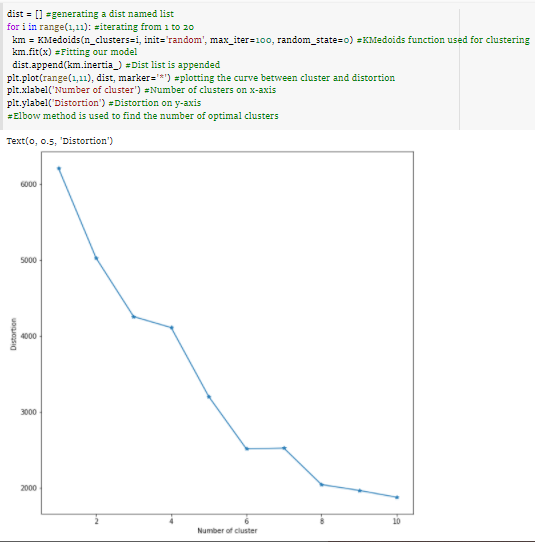 dist = [] #generating a dist named list
for i in range(1,11): #iterating from 1 to 20
km = KMedoids(n_clusters=i, init='random', max_iter=100, random_state=0) #KMedoids function used for clustering
km.fit(x) #Fitting our model
dist.append(km.inertia_) #Dist list is appended
plt.plot(range(1,11), dist, marker='*') #plotting the curve between cluster and distortion
plt.xlabel('Number of cluster') #Number of clusters on x-axis
plt.ylabel('Distortion') #Distortion on y-axis
#Elbow method is used to find the number of optimal clusters
Text(0, 0.5, 'Distortion')
6000
5000
4000
3000
2000
Distortion
2 4 6 8 10
Number of cluster